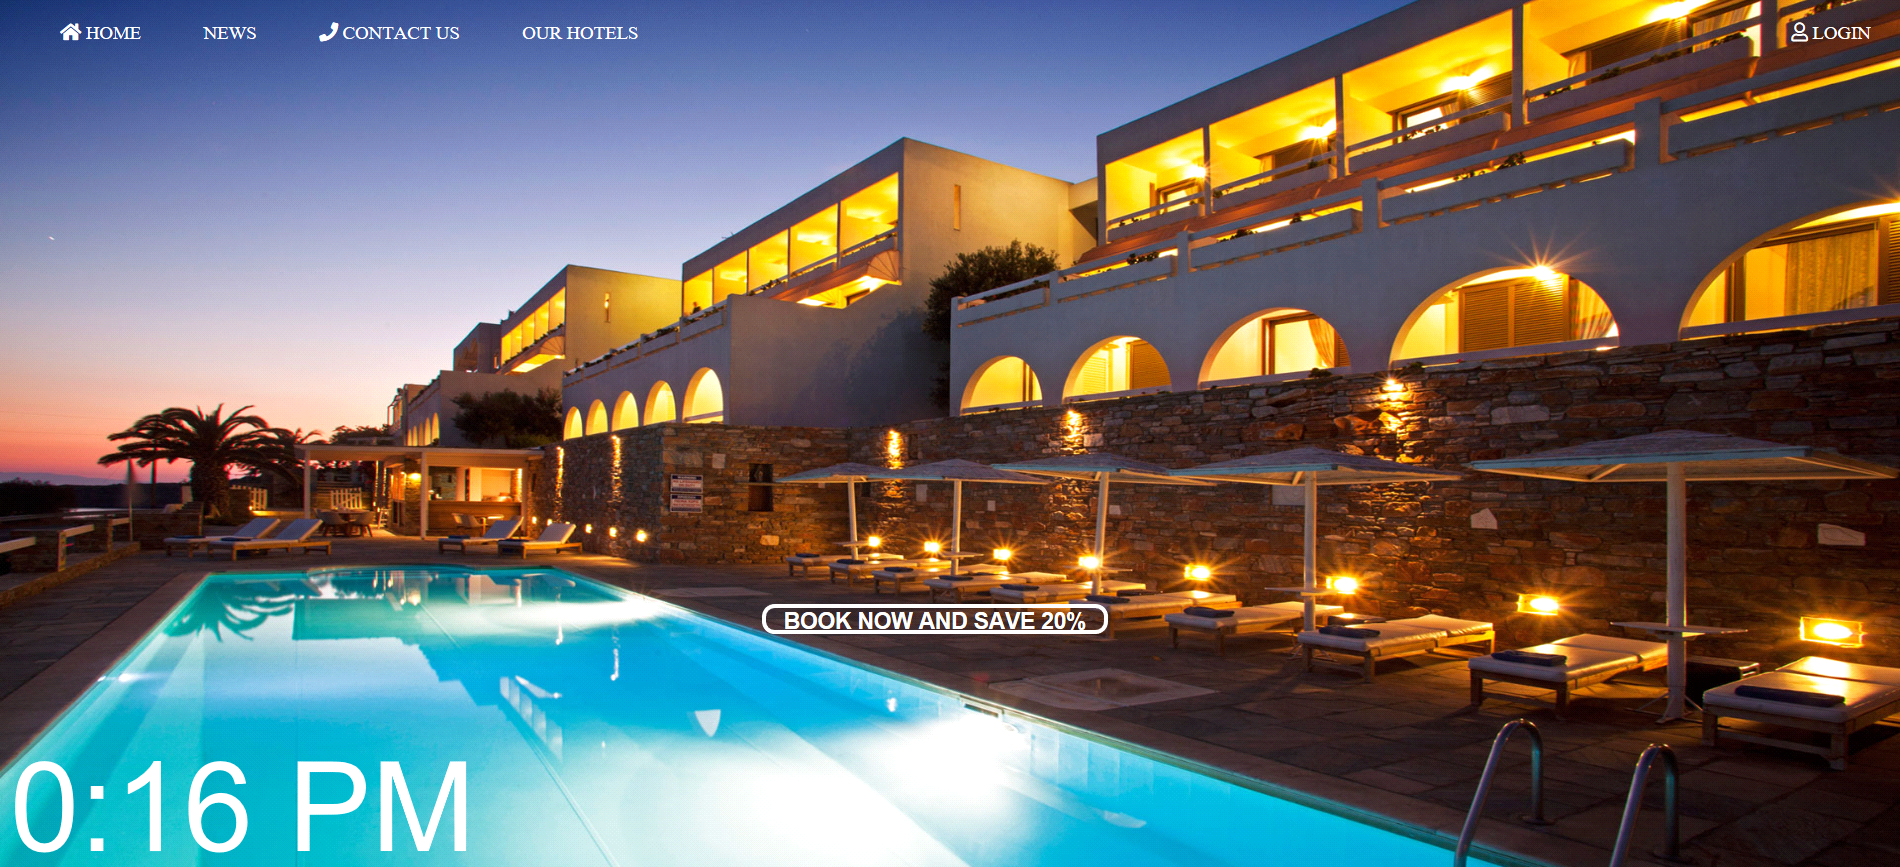 HOME NEWS CONTACT US OUR HOTELS LOGIN
BOOK NOW AND SAVE 20%
0:16 PM